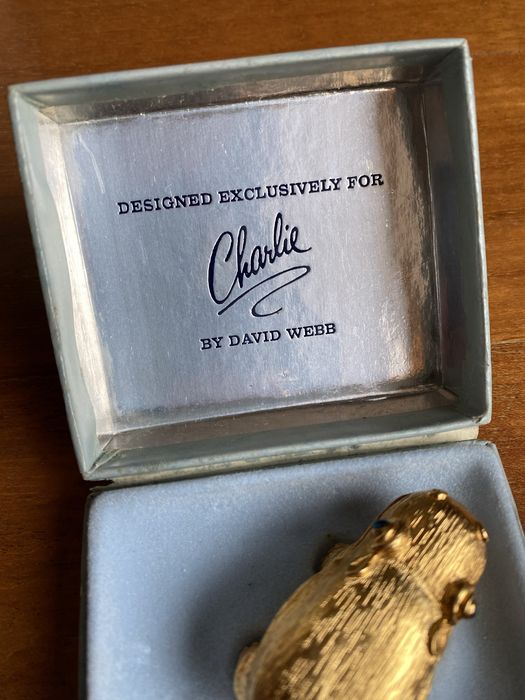 DESIGNED EXCLUSIVELY FOR
Charlie
BY DAVID WEBB